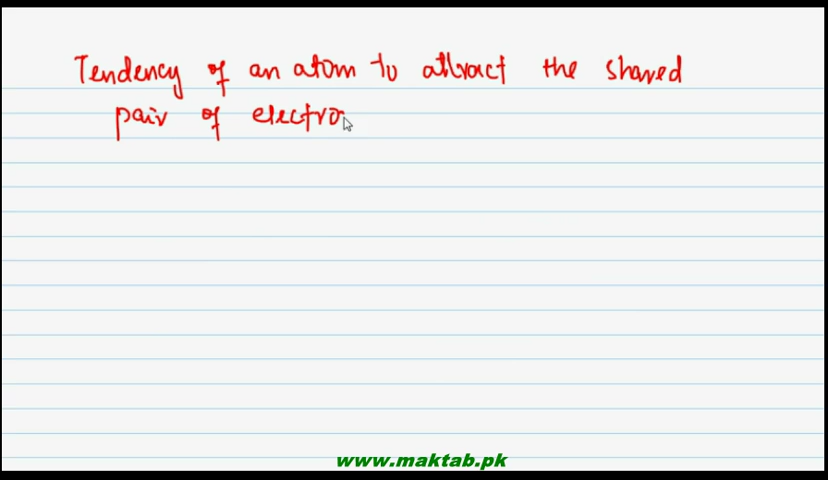 Tendency of an atom to attract the shared
pair of electro
www.maktab.pk